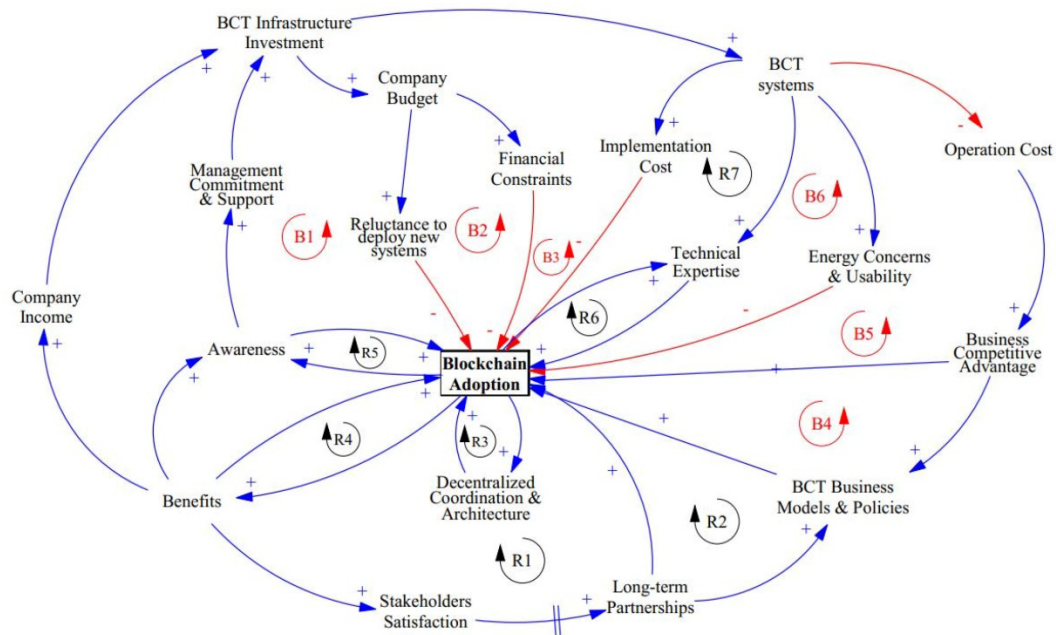 BCT Infrastructure
Investment
+
+
+
+
+
BCT
systems
Company
Budget
-
+
+
Operation Cost
Implementation
Cost
Financial
Constraints
Management
Commitment
& Support
R7
B6
+
+
B1
Reluctance to
deploy new
systems
B2
B3
-
+
+
Technical
Expertise
Energy Concerns
& Usability
+
+
Company
Income
R6
-
-
-
B5
+
Business
Competitive
Advantage
+
Awareness
+
R5
+
+
Blockchain
Adoption
+
+
+
R4
+
R3
B4
+
+
+
Benefits
+
Decentralized
Coordination &
Architecture
+
BCT Business
Models & Policies
R2
+
R1
+
Stakeholders
Satisfaction
+
Long-term
Partnerships
+